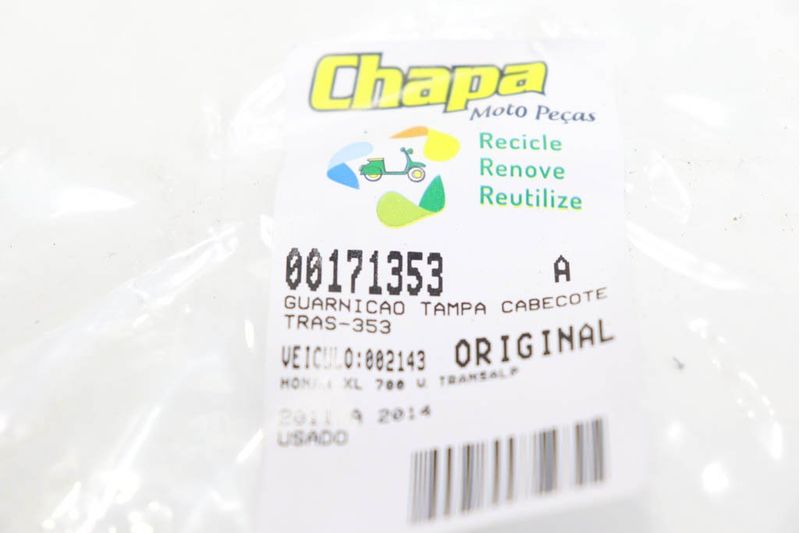 Chapa
Moto Peças
Recicle
Renove
Reutilize
00171353 A
GUARNICAO TAMPA CABECOTE
TRAS-353
VEICULO:002143 ORIGINAL
XL 700 V TRANSALP
2011 A 2014
USADO